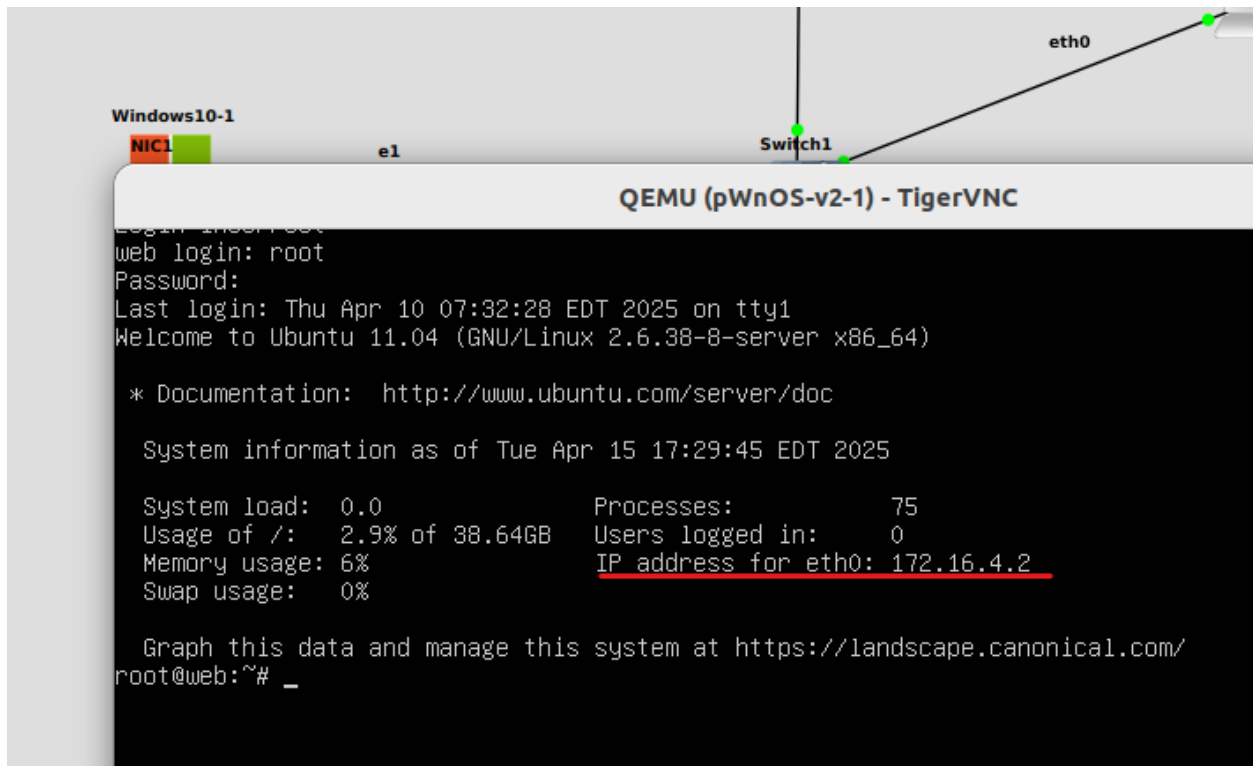 eth0
Windows10-1
NIC1
e1
Switch1
QEMU (pWnOS-v2-1) - TigerVNC
Login incorrect
web login: root
Password:
Last login: Thu Apr 10 07:32:28 EDT 2025 on tty1
Welcome to Ubuntu 11.04 (GNU/Linux 2.6.38-8-server x86_64)
* Documentation:  http://www.ubuntu.com/server/doc
System information as of Tue Apr 15 17:29:45 EDT 2025
System load:  0.0 Processes: 75
Usage of /:  2.9% of 38.64GB Users logged in: 0
Memory usage: 6% IP address for eth0: 172.16.4.2
Swap usage:  0%
Graph this data and manage this system at https://landscape.canonical.com/
root@web:~# _